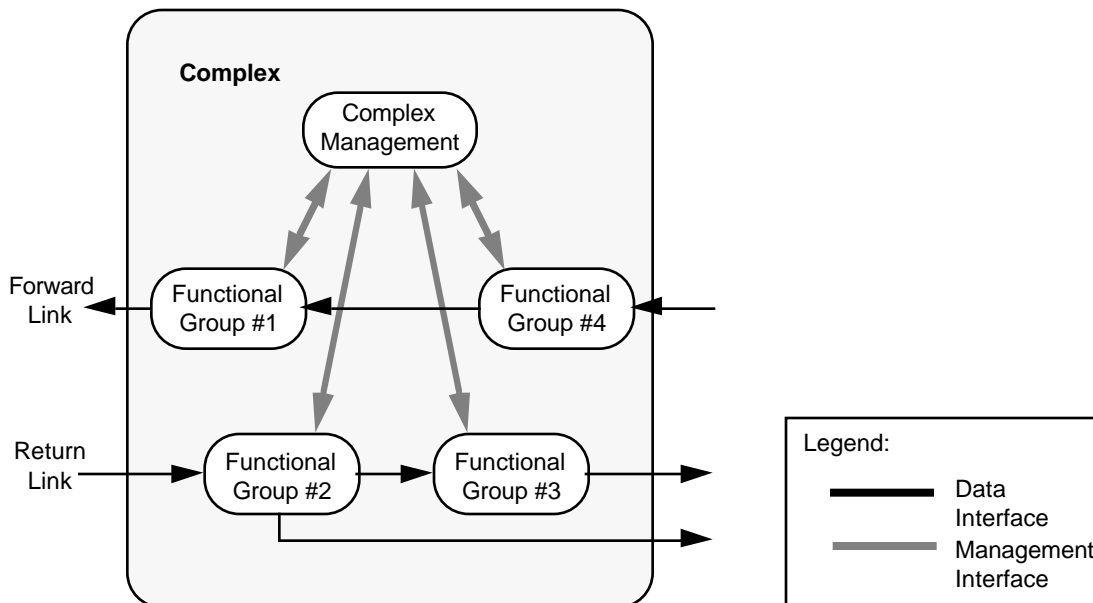 Complex
Complex
Management
Forward
Link
Functional
Group #1
Functional
Group #4
Return
Link
Functional
Group #2
Functional
Group #3
Legend:
Data
Interface
Management
Interface